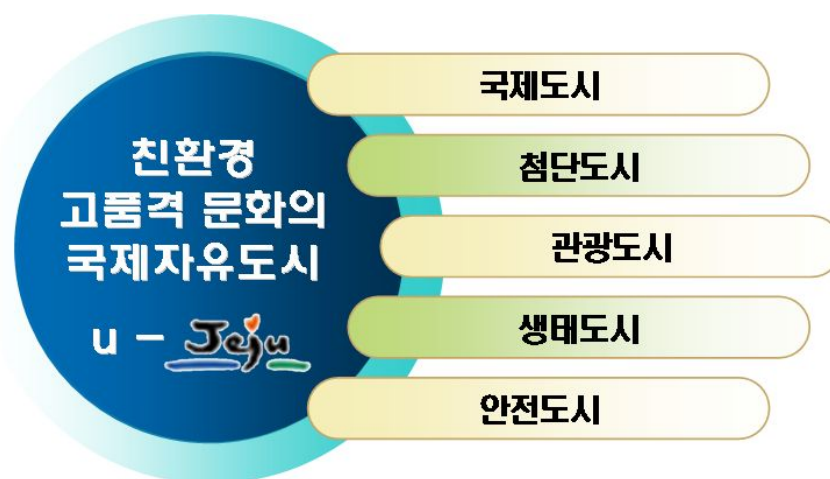 친환경
고품격 문화의
국제자유도시
u – Jeju
국제도시
첨단도시
관광도시
생태도시
안전도시